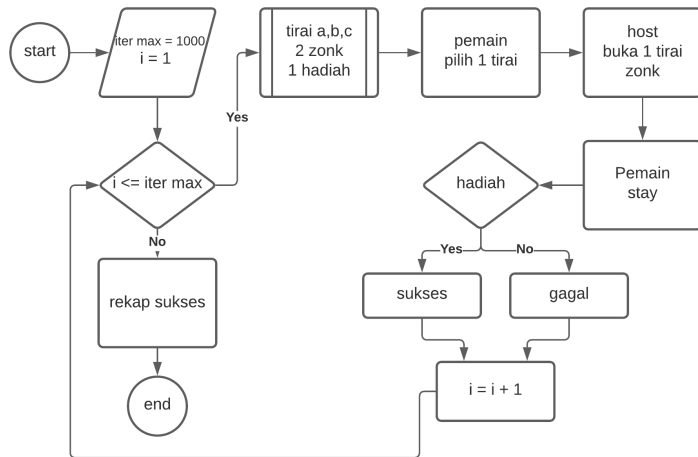 start
iter max = 1000
i = 1
tirai a,b,c
2 zonk
1 hadiah
pemain
pilih 1 tirai
host
buka 1 tirai
zonk
Yes
i <= iter max
hadiah
Pemain
stay
No
Yes
No
rekap sukses
sukses
gagal
i = i + 1
end